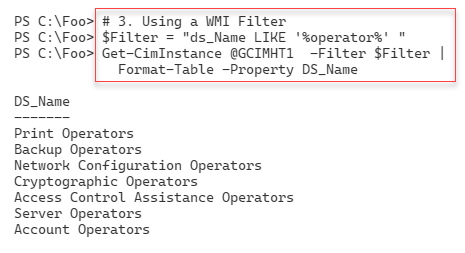 PS C:\Foo> # 3. Using a WMI Filter
PS C:\Foo> $Filter = "ds_Name LIKE '%operator%' "
PS C:\Foo> Get-CimInstance @GCIMHT1  -Filter $Filter |
             Format-Table -Property DS_Name

DS_Name
-------
Print Operators
Backup Operators
Network Configuration Operators
Cryptographic Operators
Access Control Assistance Operators
Server Operators
Account Operators